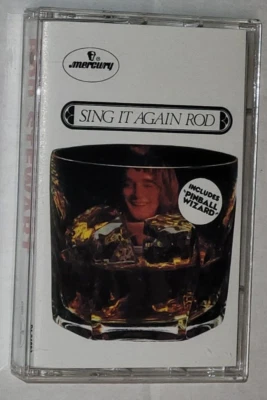 mercury
SING IT AGAIN ROD
INCLUDES
"PINBALL
WIZARD"